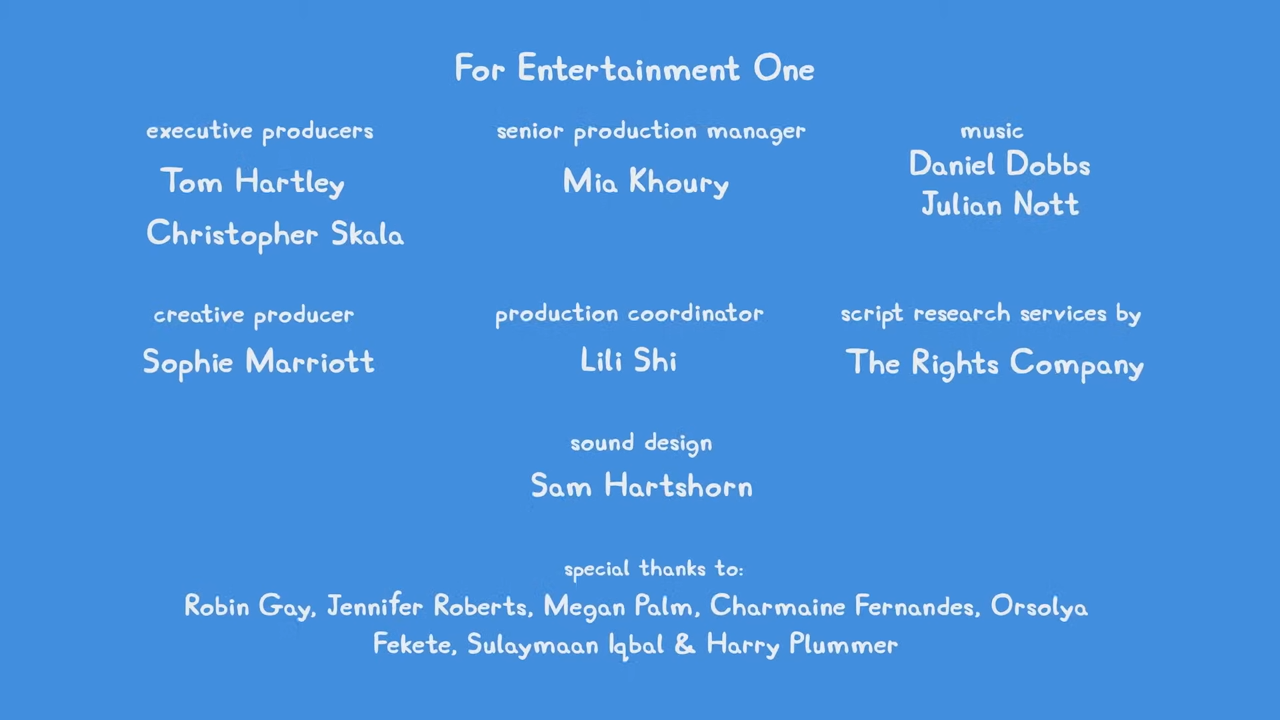 For Entertainment One
executive producers
Tom Hartley
Christopher Skala
senior production manager
Mia Khoury
music
Daniel Dobbs
Julian Nott
creative producer
Sophie Marriott
production coordinator
Lili Shi
script research services by
The Rights Company
sound design
Sam Hartshorn
special thanks to:
Robin Gay, Jennifer Roberts, Megan Palm, Charmaine Fernandes, Orsolya
Fekete, Sulaymaan Iqbal & Harry Plummer